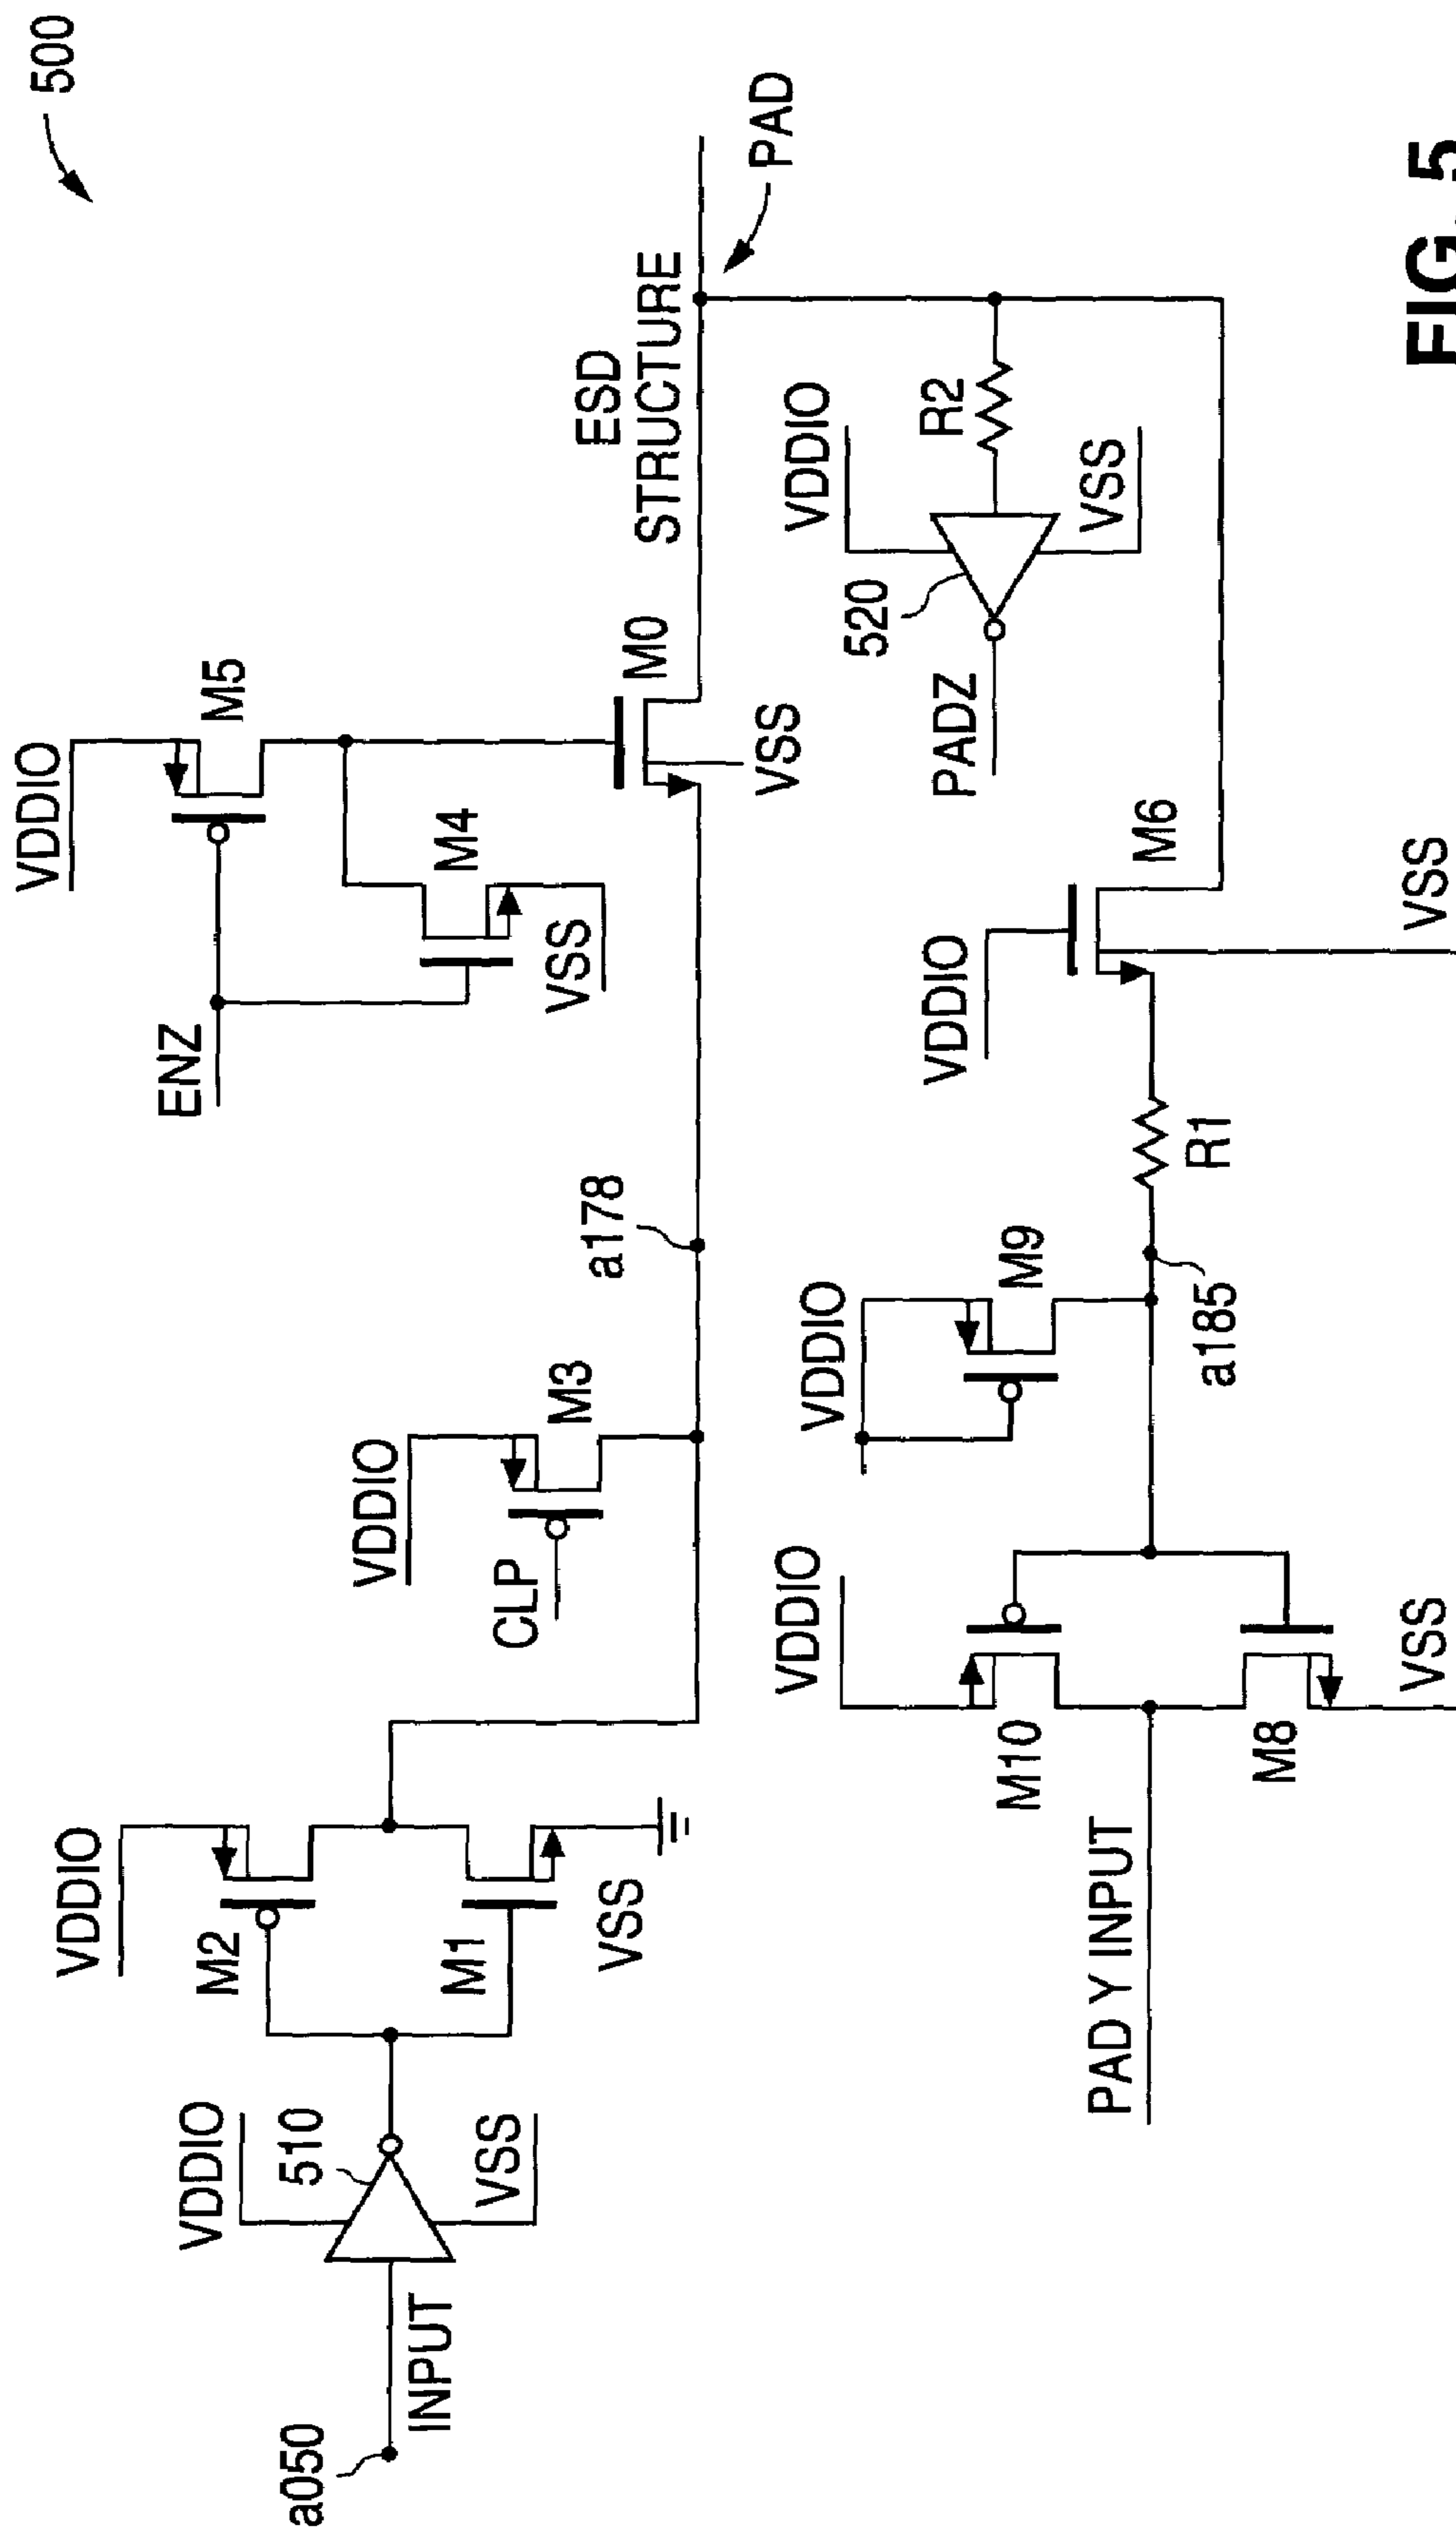 500
VDDIO
M5
ENZ
M4
VSS
ESD
STRUCTURE
PAD
M0
VSS
a178
VDDIO
M3
CLP
VDDIO
M2
M1
VSS
VDDIO
510
VSS
a050
INPUT
VDDIO
R2
520
VSS
PADZ
VDDIO
M6
VSS
R1
a185
VDDIO
M9
VDDIO
M10
M8
VSS
PAD Y INPUT
FIG. 5